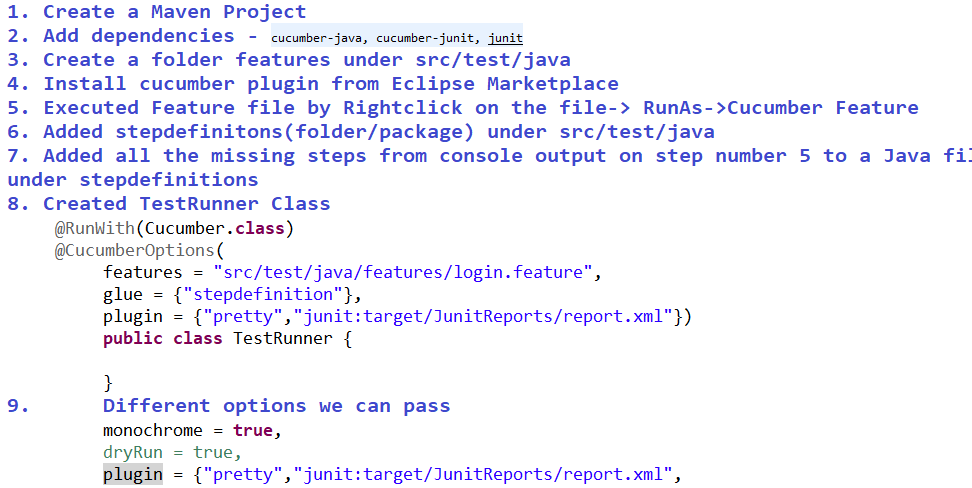 1. Create a Maven Project
2. Add dependencies - cucumber-java, cucumber-junit, junit
3. Create a folder features under src/test/java
4. Install cucumber plugin from Eclipse Marketplace
5. Executed Feature file by Rightclick on the file-> RunAs->Cucumber Feature
6. Added stepdefinitons(folder/package) under src/test/java
7. Added all the missing steps from console output on step number 5 to a Java fil
under stepdefinitions
8. Created TestRunner Class
@RunWith(Cucumber.class)
@CucumberOptions(
features = "src/test/java/features/login.feature",
glue = {"stepdefinition"},
plugin = {"pretty","junit:target/JunitReports/report.xml"})
public class TestRunner {
}
9. Different options we can pass
monochrome = true,
dryRun = true,
plugin = {"pretty","junit:target/JunitReports/report.xml",